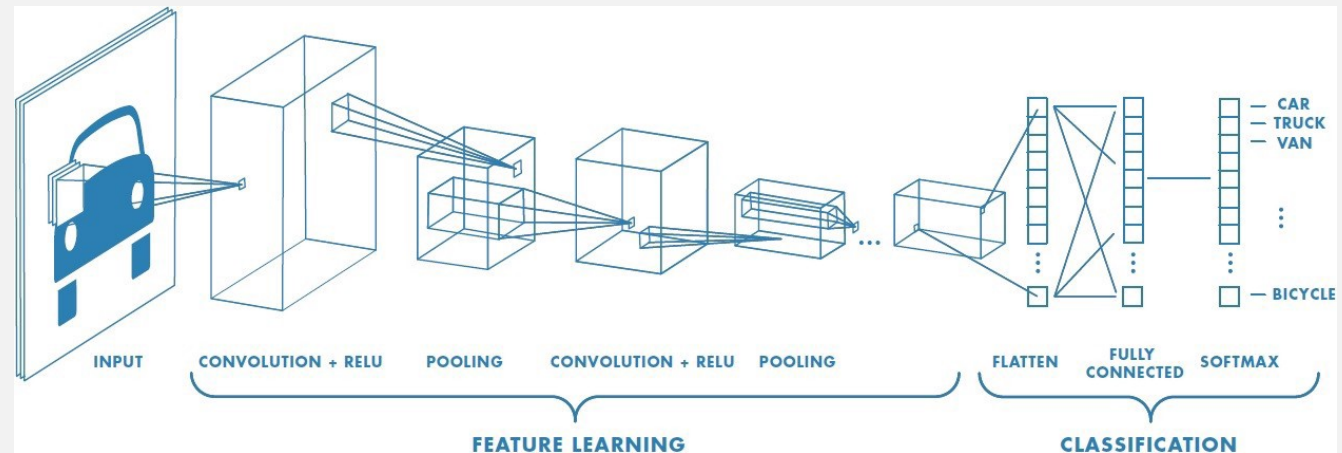 CAR
TRUCK
VAN
BICYCLE
INPUT
CONVOLUTION + RELU
POOLING
CONVOLUTION + RELU
POOLING
FLATTEN
FULLY
CONNECTED
SOFTMAX
FEATURE LEARNING
CLASSIFICATION